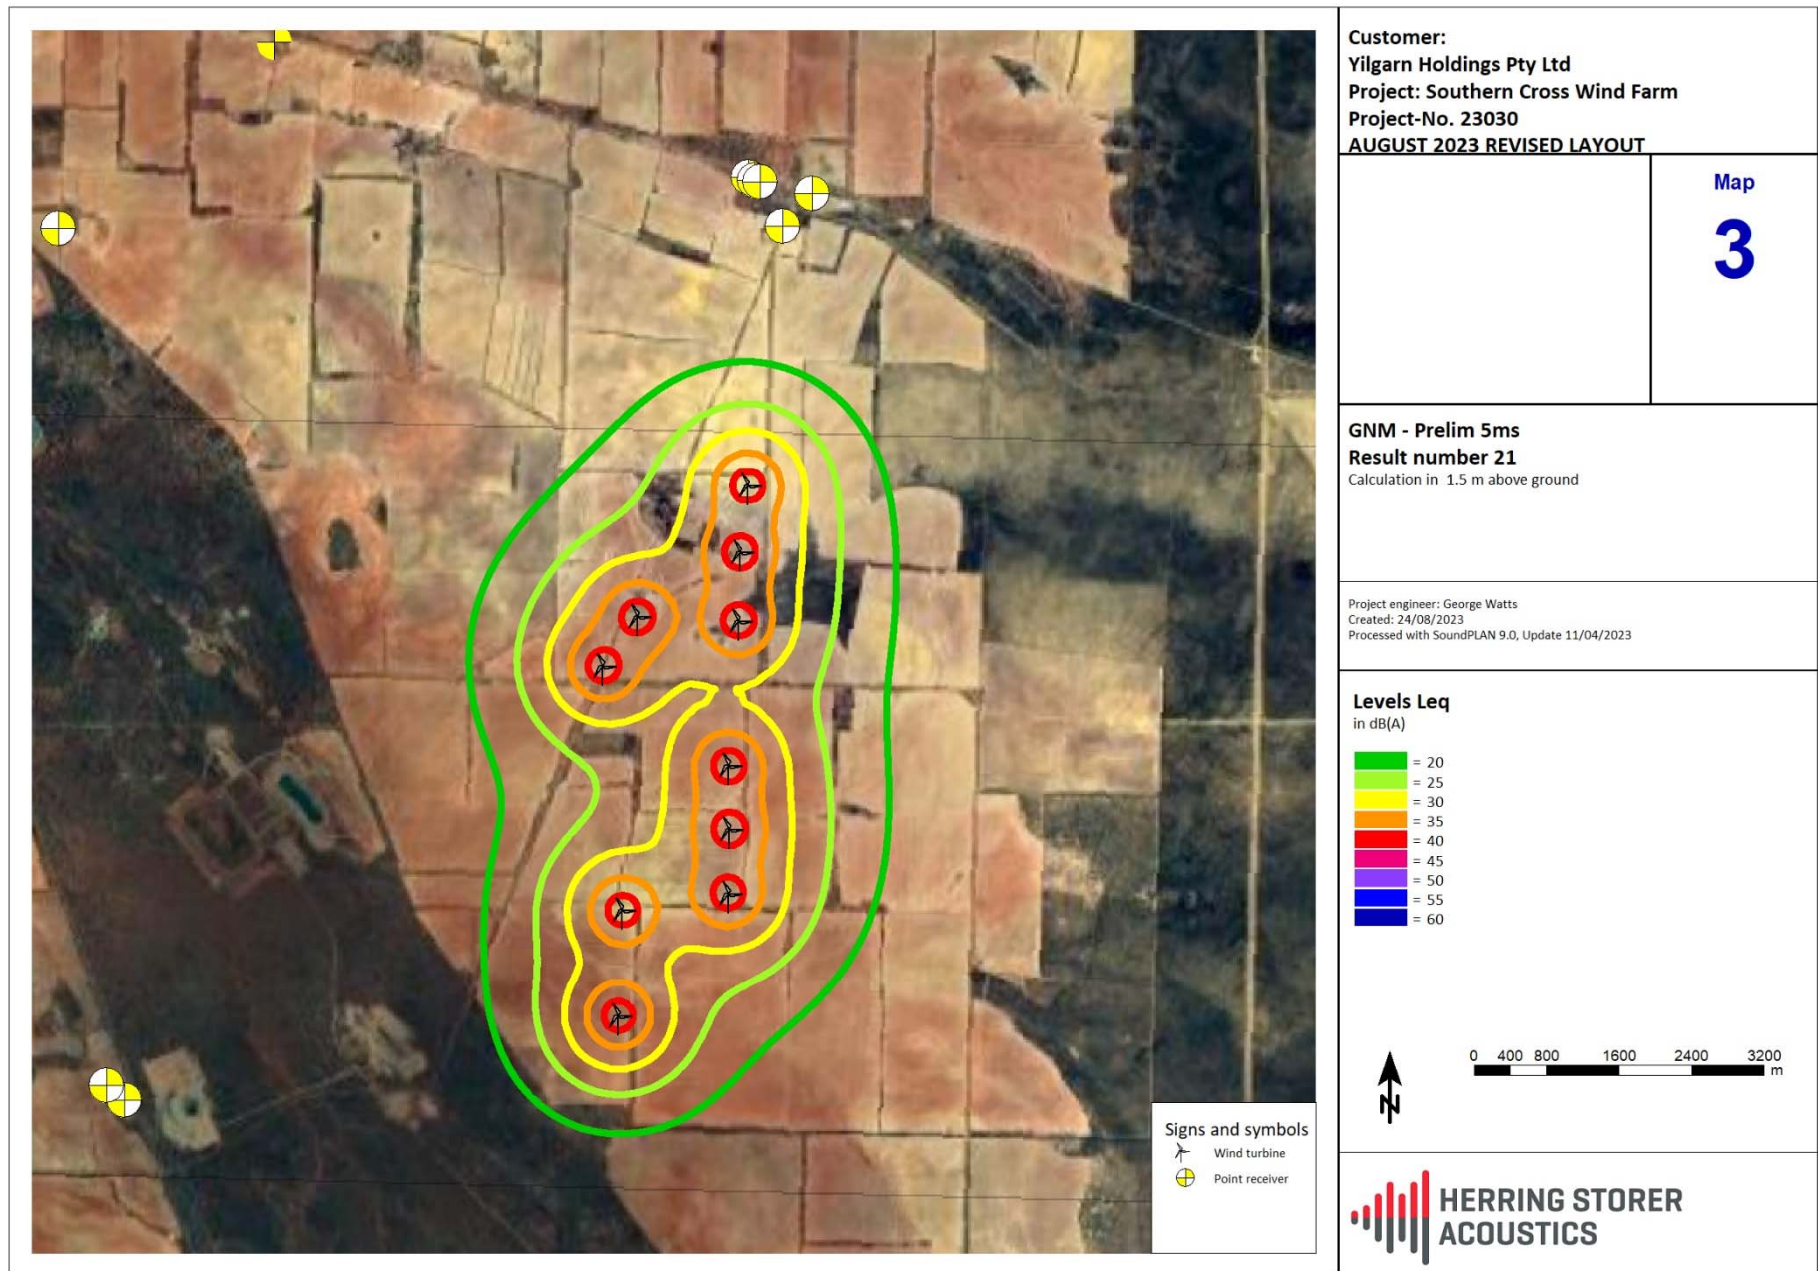 Customer:
Yilgarn Holdings Pty Ltd
Project: Southern Cross Wind Farm
Project-No. 23030
AUGUST 2023 REVISED LAYOUT
Map
3
GNM - Prelim 5ms
Result number 21
Calculation in 1.5 m above ground
Project engineer: George Watts
Created: 24/08/2023
Processed with SoundPLAN 9.0, Update 11/04/2023
Levels Leq
in dB(A)
= 20
= 25
= 30
= 35
= 40
= 45
= 50
= 55
= 60
0 400 800 1600 2400 3200
m
N
Signs and symbols
Wind turbine
Point receiver
HERRING STORER
ACOUSTICS